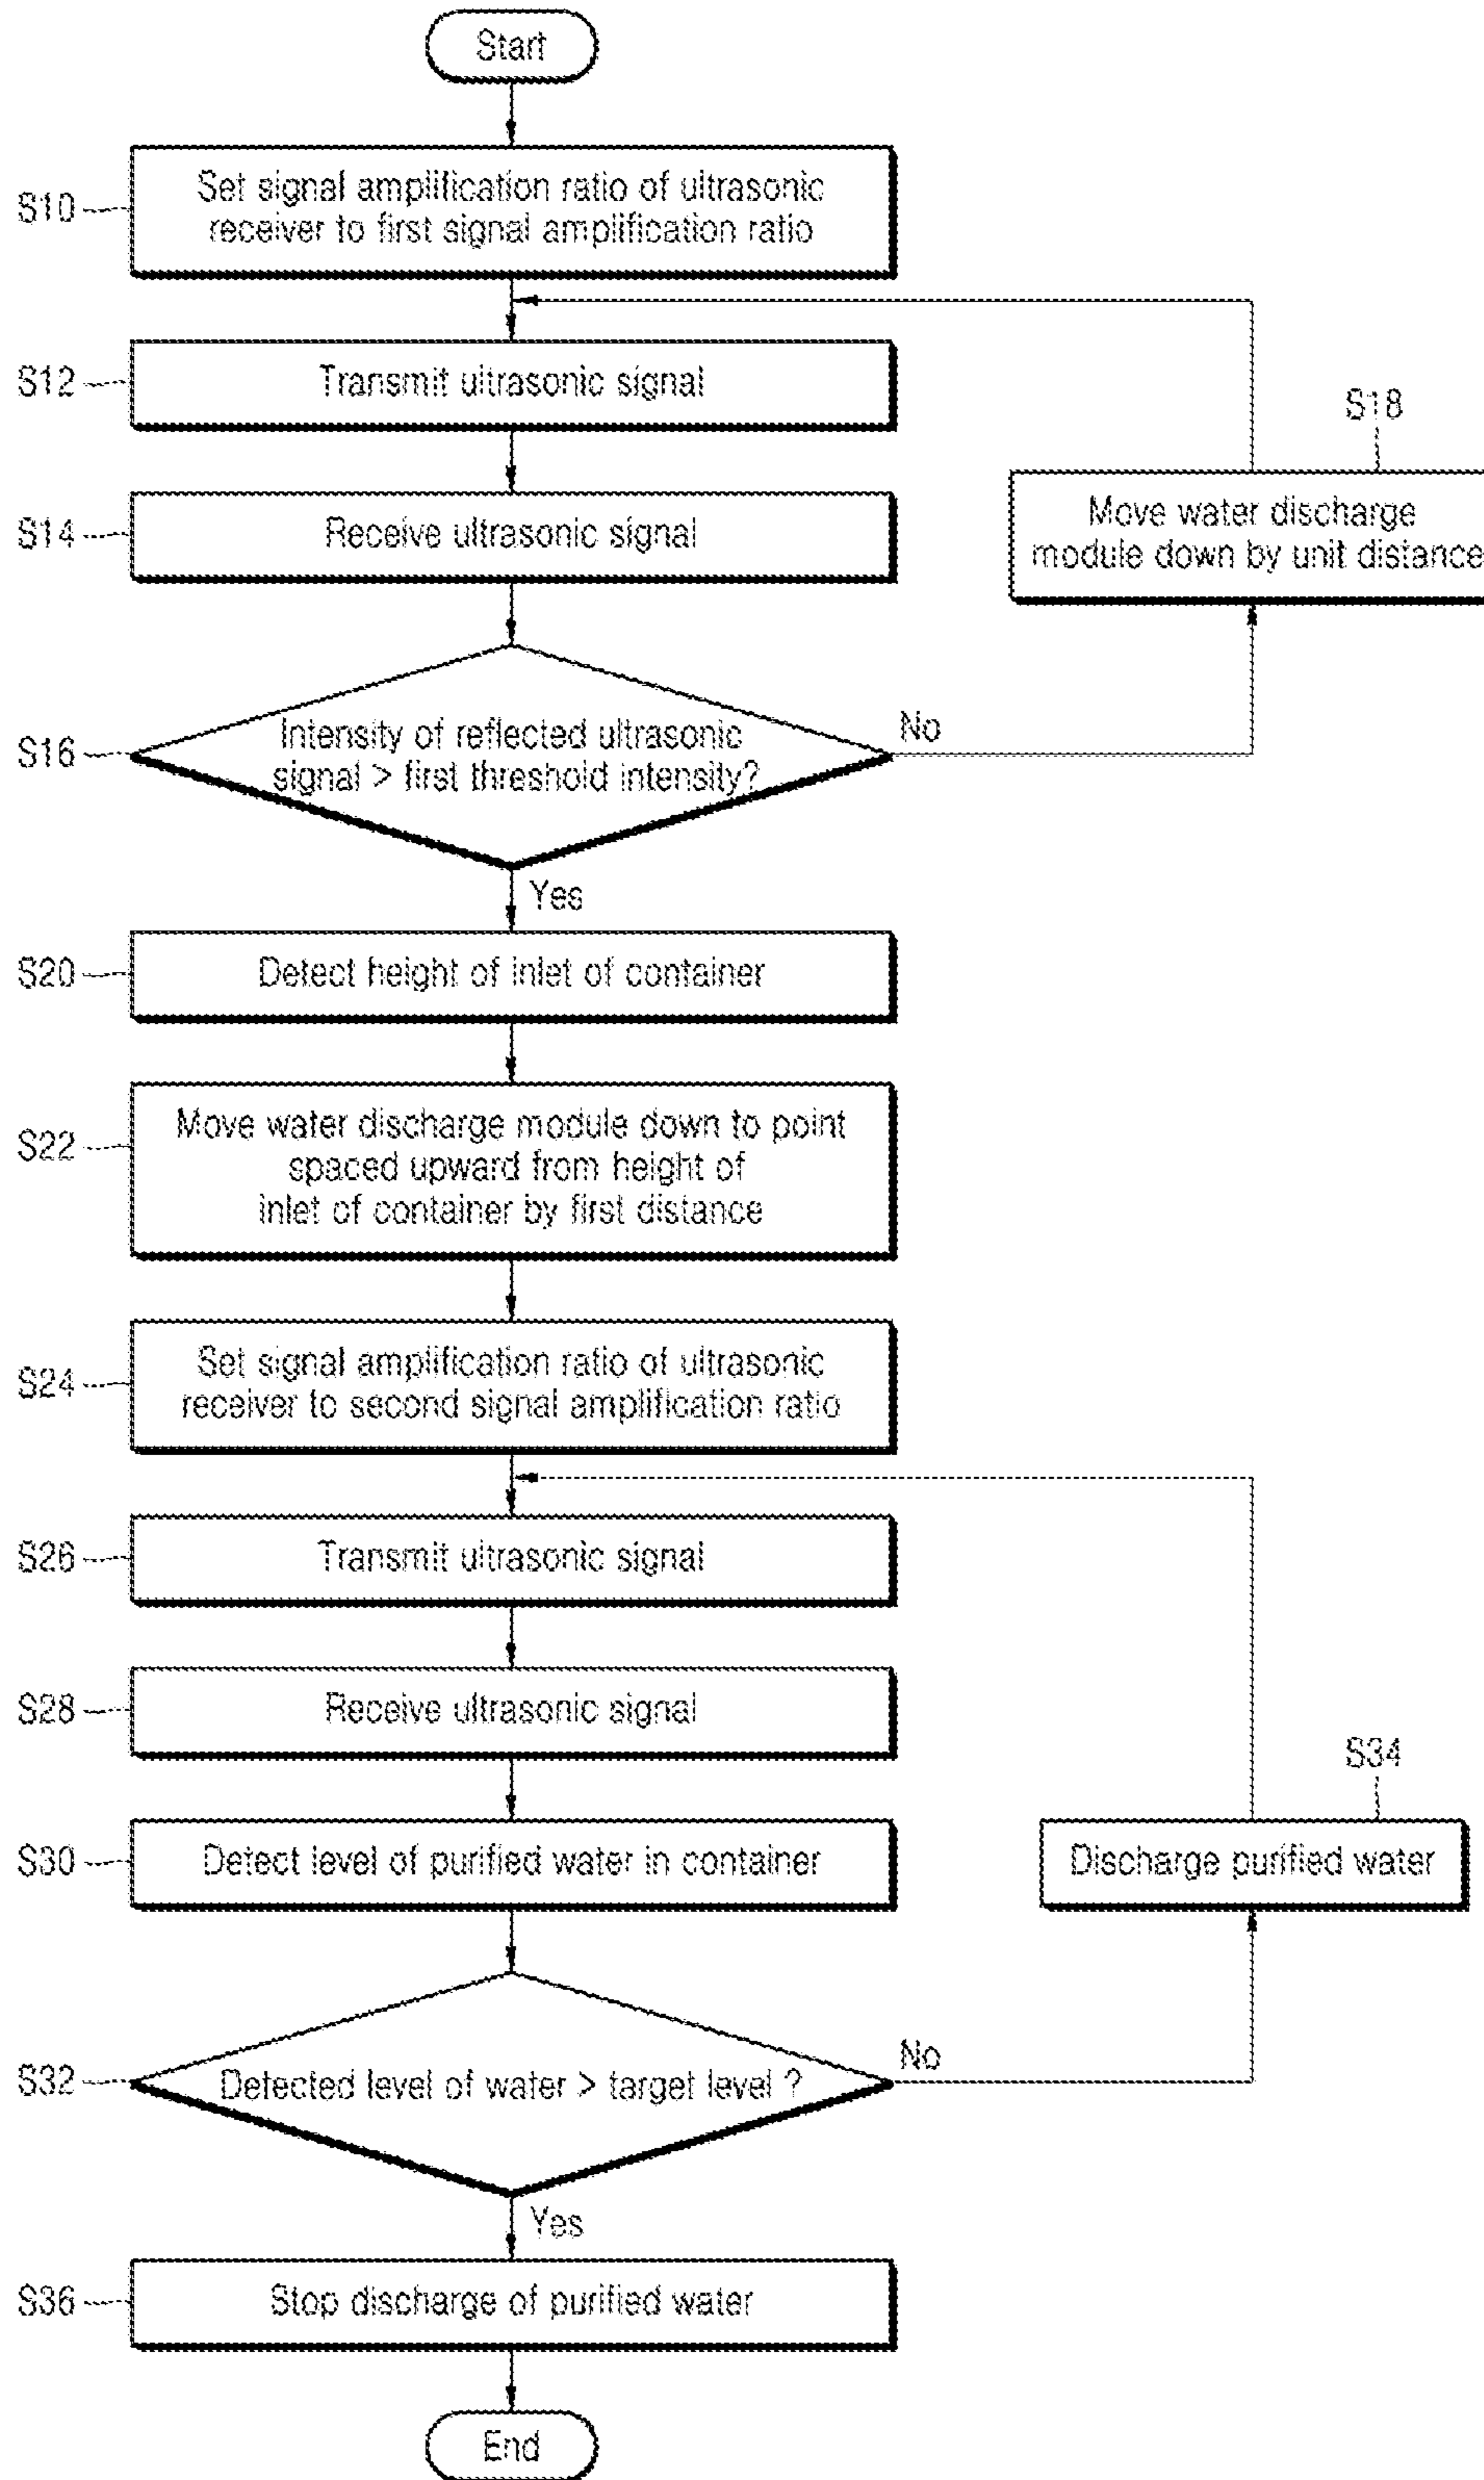 Start
S10
Set signal amplification ratio of ultrasonic
receiver to first signal amplification ratio
S12
Transmit ultrasonic signal
S18
Move water discharge
module down by unit distance
S14
Receive ultrasonic signal
S16
Intensity of reflected ultrasonic
signal > first threshold intensity?
No
Yes
S20
Detect height of inlet of container
S22
Move water discharge module down to point
spaced upward from height of
inlet of container by first distance
S24
Set signal amplification ratio of ultrasonic
receiver to second signal amplification ratio
S26
Transmit ultrasonic signal
S28
Receive ultrasonic signal
S34
Discharge purified water
S30
Detect level of purified water in container
S32
Detected level of water > target level ?
No
Yes
S36
Stop discharge of purified water
End